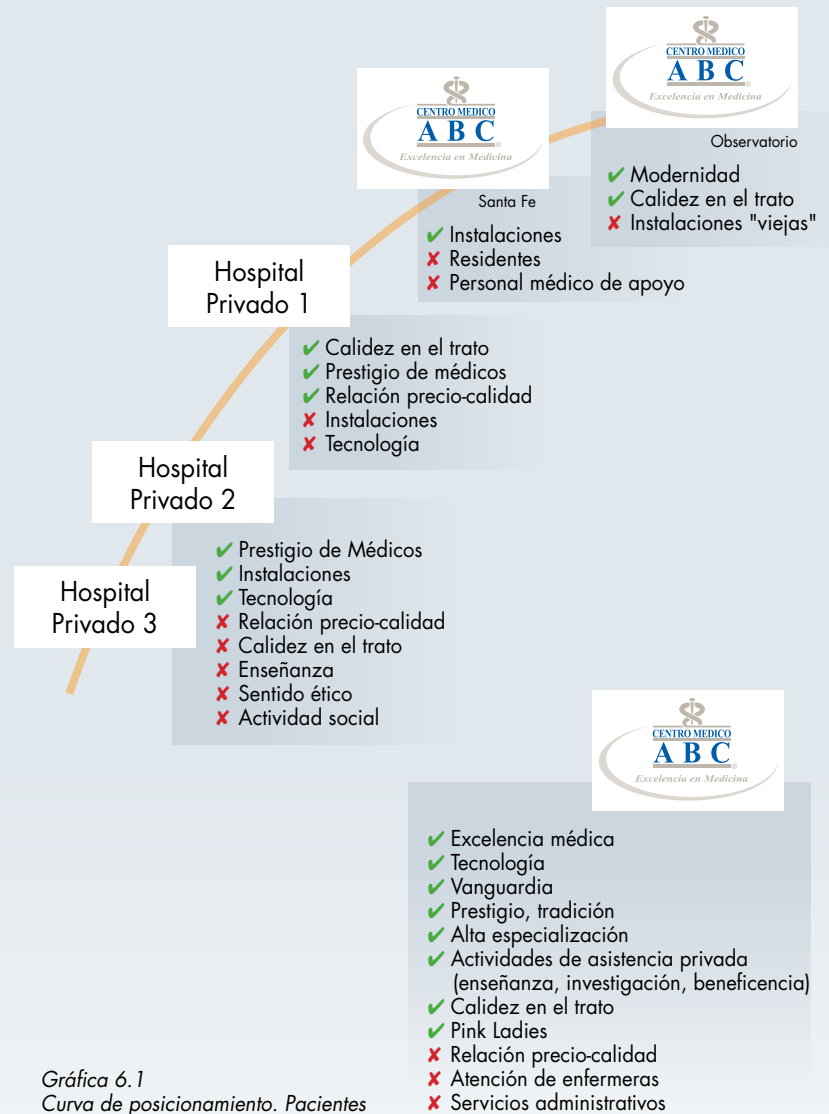 CENTRO MEDICO
A B C
Excelencia en Medicina
Observatorio
✔ Modernidad
✔ Calidez en el trato
✘ Instalaciones "viejas"
CENTRO MEDICO
A B C
Excelencia en Medicina
Santa Fe
✔ Instalaciones
✘ Residentes
✘ Personal médico de apoyo
Hospital
Privado 1
✔ Calidez en el trato
✔ Prestigio de médicos
✔ Relación precio-calidad
✘ Instalaciones
✘ Tecnología
Hospital
Privado 2
✔ Prestigio de Médicos
✔ Instalaciones
✔ Tecnología
✘ Relación precio-calidad
✘ Calidez en el trato
✘ Enseñanza
✘ Sentido ético
✘ Actividad social
Hospital
Privado 3
CENTRO MEDICO
A B C
Excelencia en Medicina
✔ Excelencia médica
✔ Tecnología
✔ Vanguardia
✔ Prestigio, tradición
✔ Alta especialización
✔ Actividades de asistencia privada
(enseñanza, investigación, beneficencia)
✔ Calidez en el trato
✔ Pink Ladies
✘ Relación precio-calidad
✘ Atención de enfermeras
✘ Servicios administrativos
Gráfica 6.1
Curva de posicionamiento. Pacientes